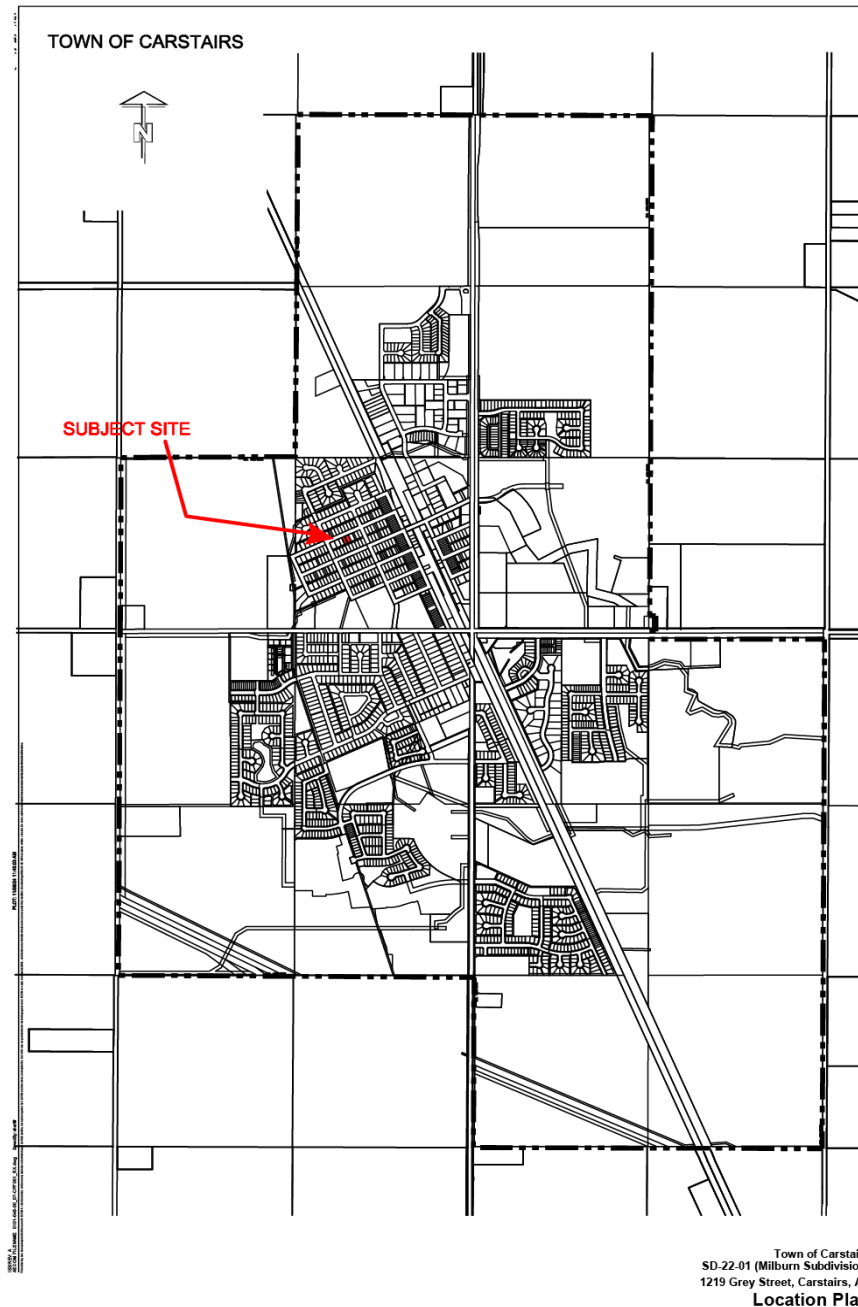 TOWN OF CARSTAIRS
N
SUBJECT SITE
Town of Carstai
SD-22-01 (Milburn Subdivisio
1219 Grey Street, Carstairs, A
Location Pla